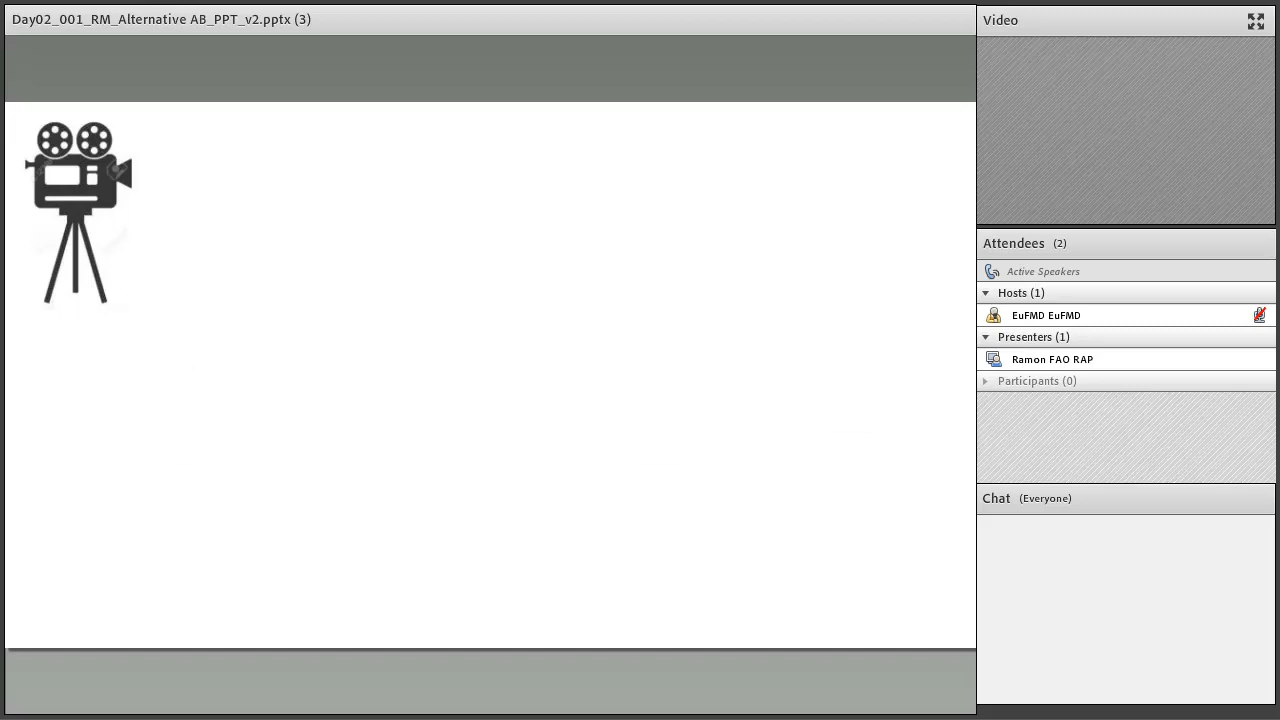 Day02_001_RM_Alternative AB_PPT_v2.pptx (3)
Video
Attendees (2)
Active Speakers
Hosts (1)
EuFMD EuFMD
Presenters (1)
Ramon FAO RAP
Participants (0)
Chat (Everyone)